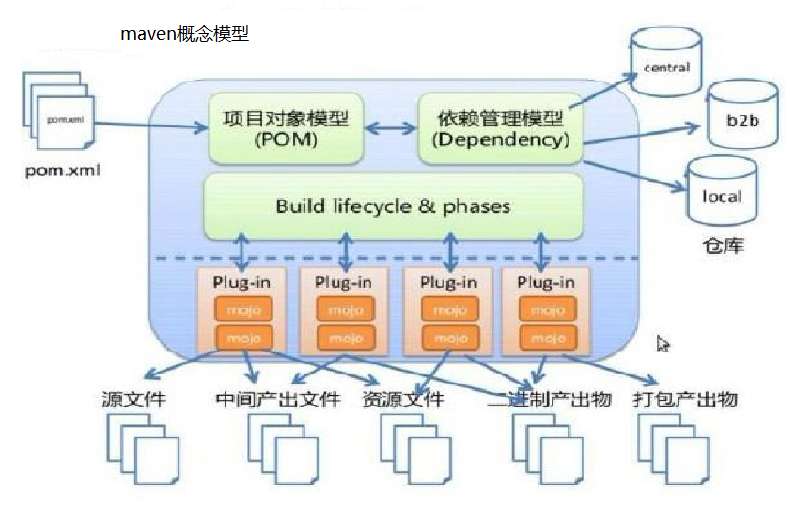 maven概念模型
pom.xml
pom.xml
项目对象模型
(POM)
依赖管理模型
(Dependency)
central
b2b
local
仓库
Build lifecycle & phases
Plug-in
mojo
mojo
Plug-in
mojo
mojo
Plug-in
mojo
mojo
Plug-in
mojo
mojo
源文件
中间产出文件
资源文件
二进制产出物
打包产出物